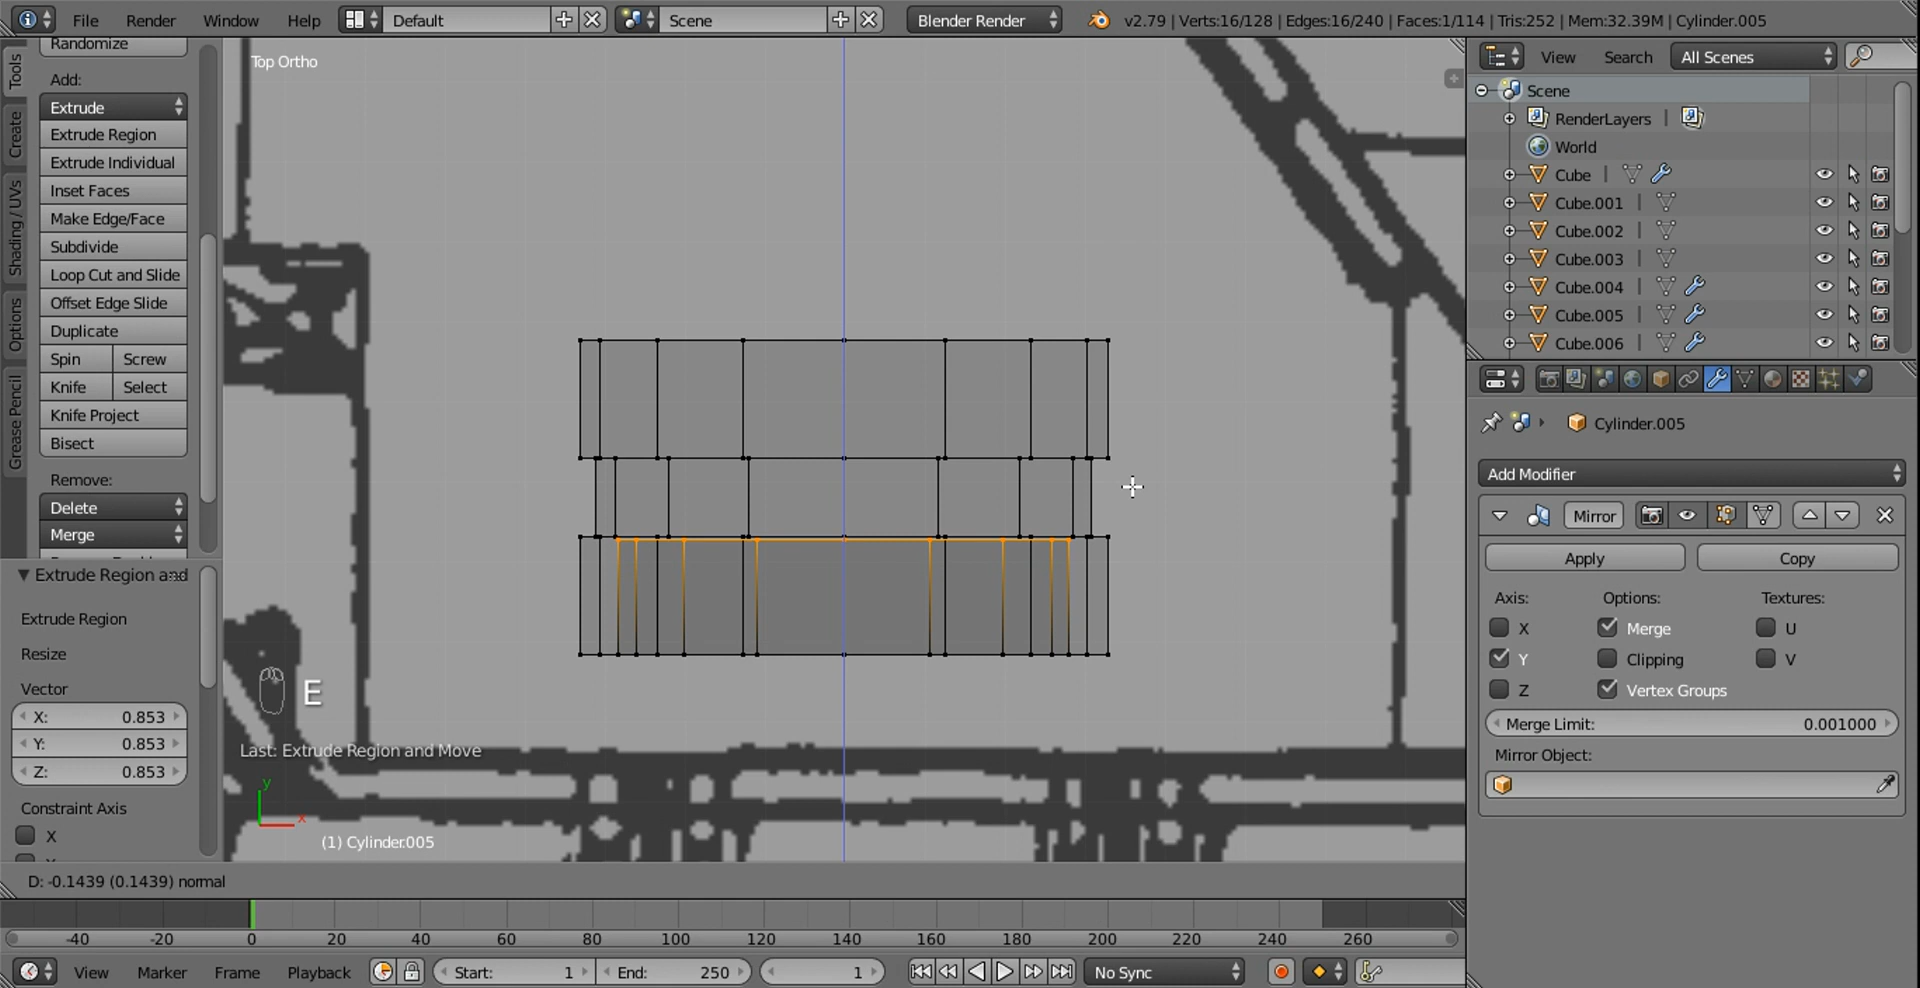 File Render Window Help Default Scene Blender Render v2.79 | Verts:16/128 | Edges:16/240 | Faces:1/114 | Tris:252 | Mem:32.39M | Cylinder.005
Randomize
Add:
Extrude
Extrude Region
Extrude Individual
Inset Faces
Make Edge/Face
Subdivide
Loop Cut and Slide
Offset Edge Slide
Duplicate
Spin Screw
Knife Select
Knife Project
Bisect
Remove:
Delete
Merge
Tools
Create
Shading / UVs
Options
Grease Pencil
Extrude Region and
Extrude Region
Resize
Vector
X: 0.853
Y: 0.853
Z: 0.853
Constraint Axis
X
Top Ortho
E
Last: Extrude Region and Move
y
x
(1) Cylinder.005
D: -0.1439 (0.1439) normal
-40 -20 0 20 40 60 80 100 120 140 160 180 200 220 240 260
View Marker Frame Playback Start: 1 End: 250 1 No Sync
View Search All Scenes
Scene
RenderLayers |
World
Cube |
Cube.001 |
Cube.002 |
Cube.003 |
Cube.004 |
Cube.005 |
Cube.006 |
Cylinder.005
Add Modifier
Mirror
Apply Copy
Axis: Options: Textures:
X Merge U
Y Clipping V
Z Vertex Groups
Merge Limit: 0.001000
Mirror Object: